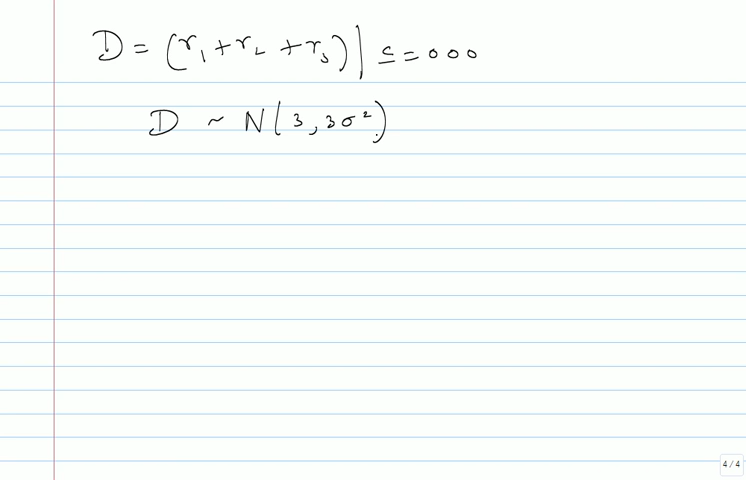 D = (r₁ + r₂ + r₃) | c = 000
D ~ N(3, 3σ²)
4/4